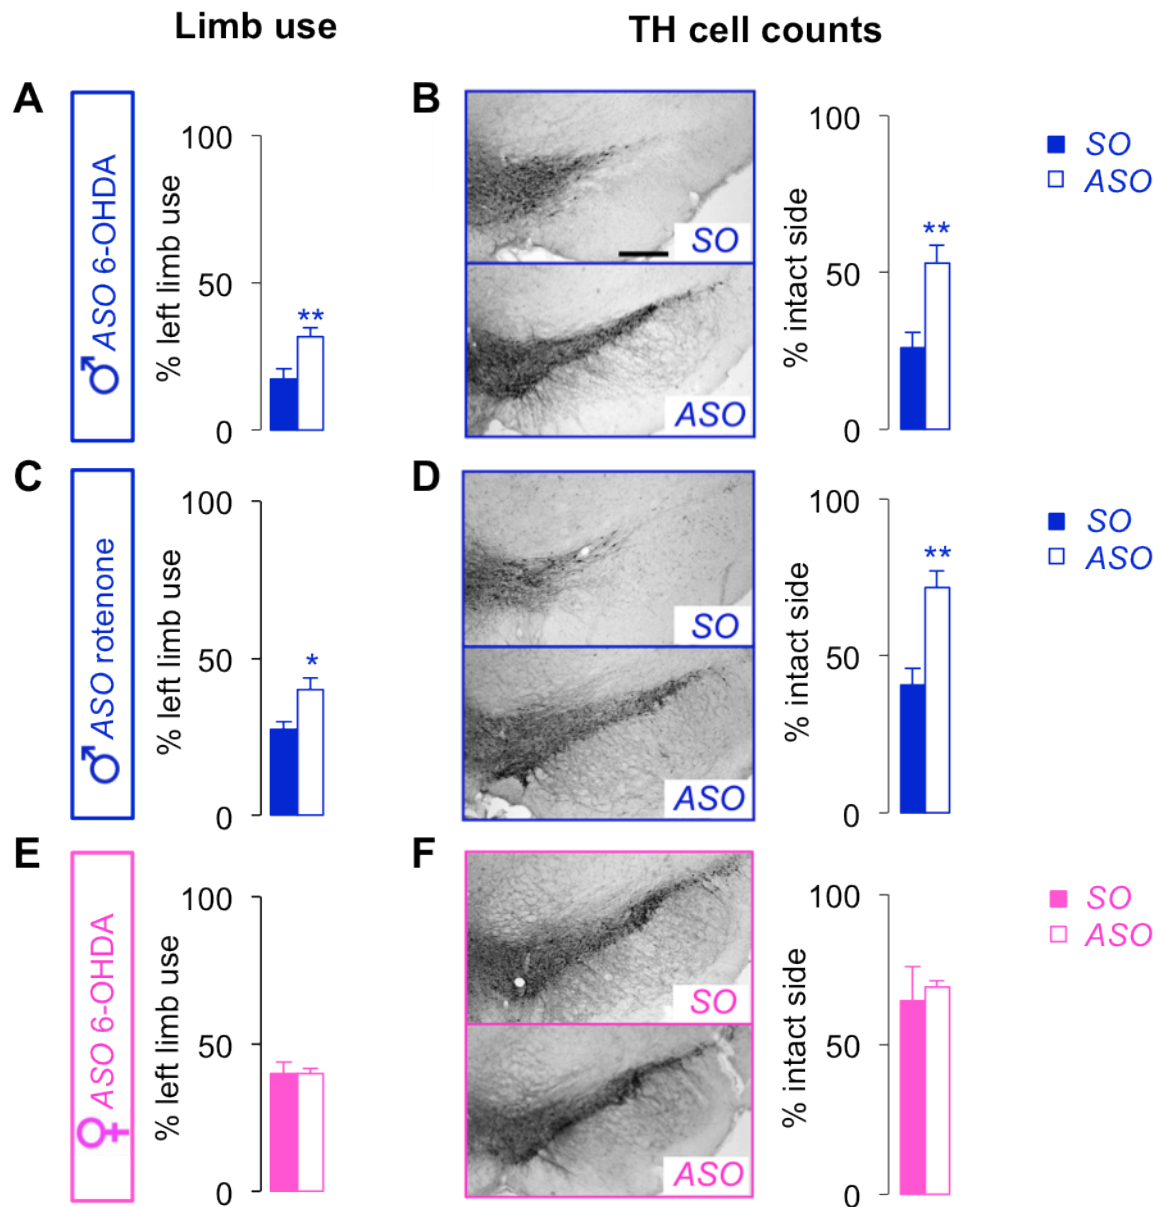 Limb use
TH cell counts
A
♂ ASO 6-OHDA
% left limb use
100
50
0
**
B
SO
ASO
% intact side
100
50
0
**
SO
ASO
C
♂ ASO rotenone
% left limb use
100
50
0
*
D
SO
ASO
% intact side
100
50
0
**
SO
ASO
E
♀ ASO 6-OHDA
% left limb use
100
50
0
F
SO
ASO
% intact side
100
50
0
SO
ASO